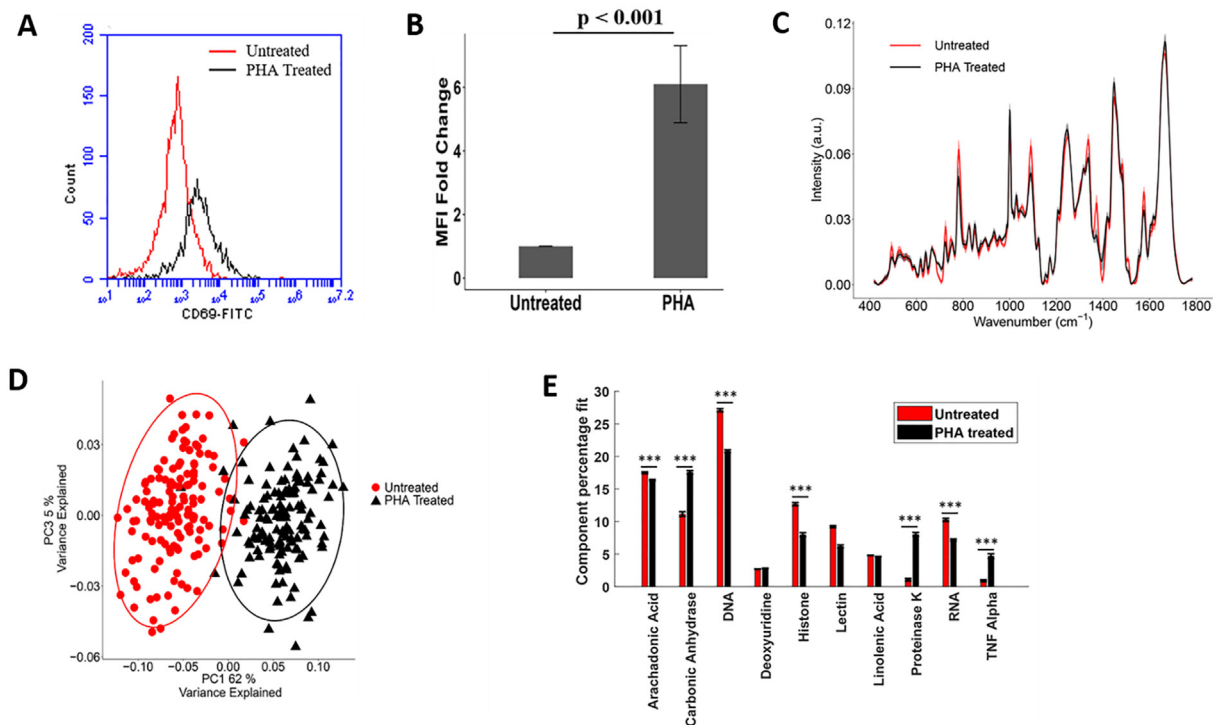 A
Untreated
PHA Treated
200
150
100
50
0
Count
10^1 10^2 10^3 10^4 10^5 10^6 10^7.2
CD69-FITC
B
p < 0.001
6
4
2
0
MFI Fold Change
Untreated PHA
C
Untreated
PHA Treated
0.12
0.09
0.06
0.03
0.00
Intensity (a.u.)
400 600 800 1000 1200 1400 1600 1800
Wavenumber (cm⁻¹)
D
0.03
0.00
−0.03
−0.06
PC3 5 %
Variance Explained
−0.10 −0.05 0.00 0.05 0.10
PC1 62 %
Variance Explained
Untreated
PHA Treated
E
30
25
20
15
10
5
0
Component percentage fit
*** *** *** *** *** *** ***
Untreated
PHA treated
Arachadonic Acid
Carbonic Anhydrase
DNA
Deoxyuridine
Histone
Lectin
Linolenic Acid
Proteinase K
RNA
TNF Alpha